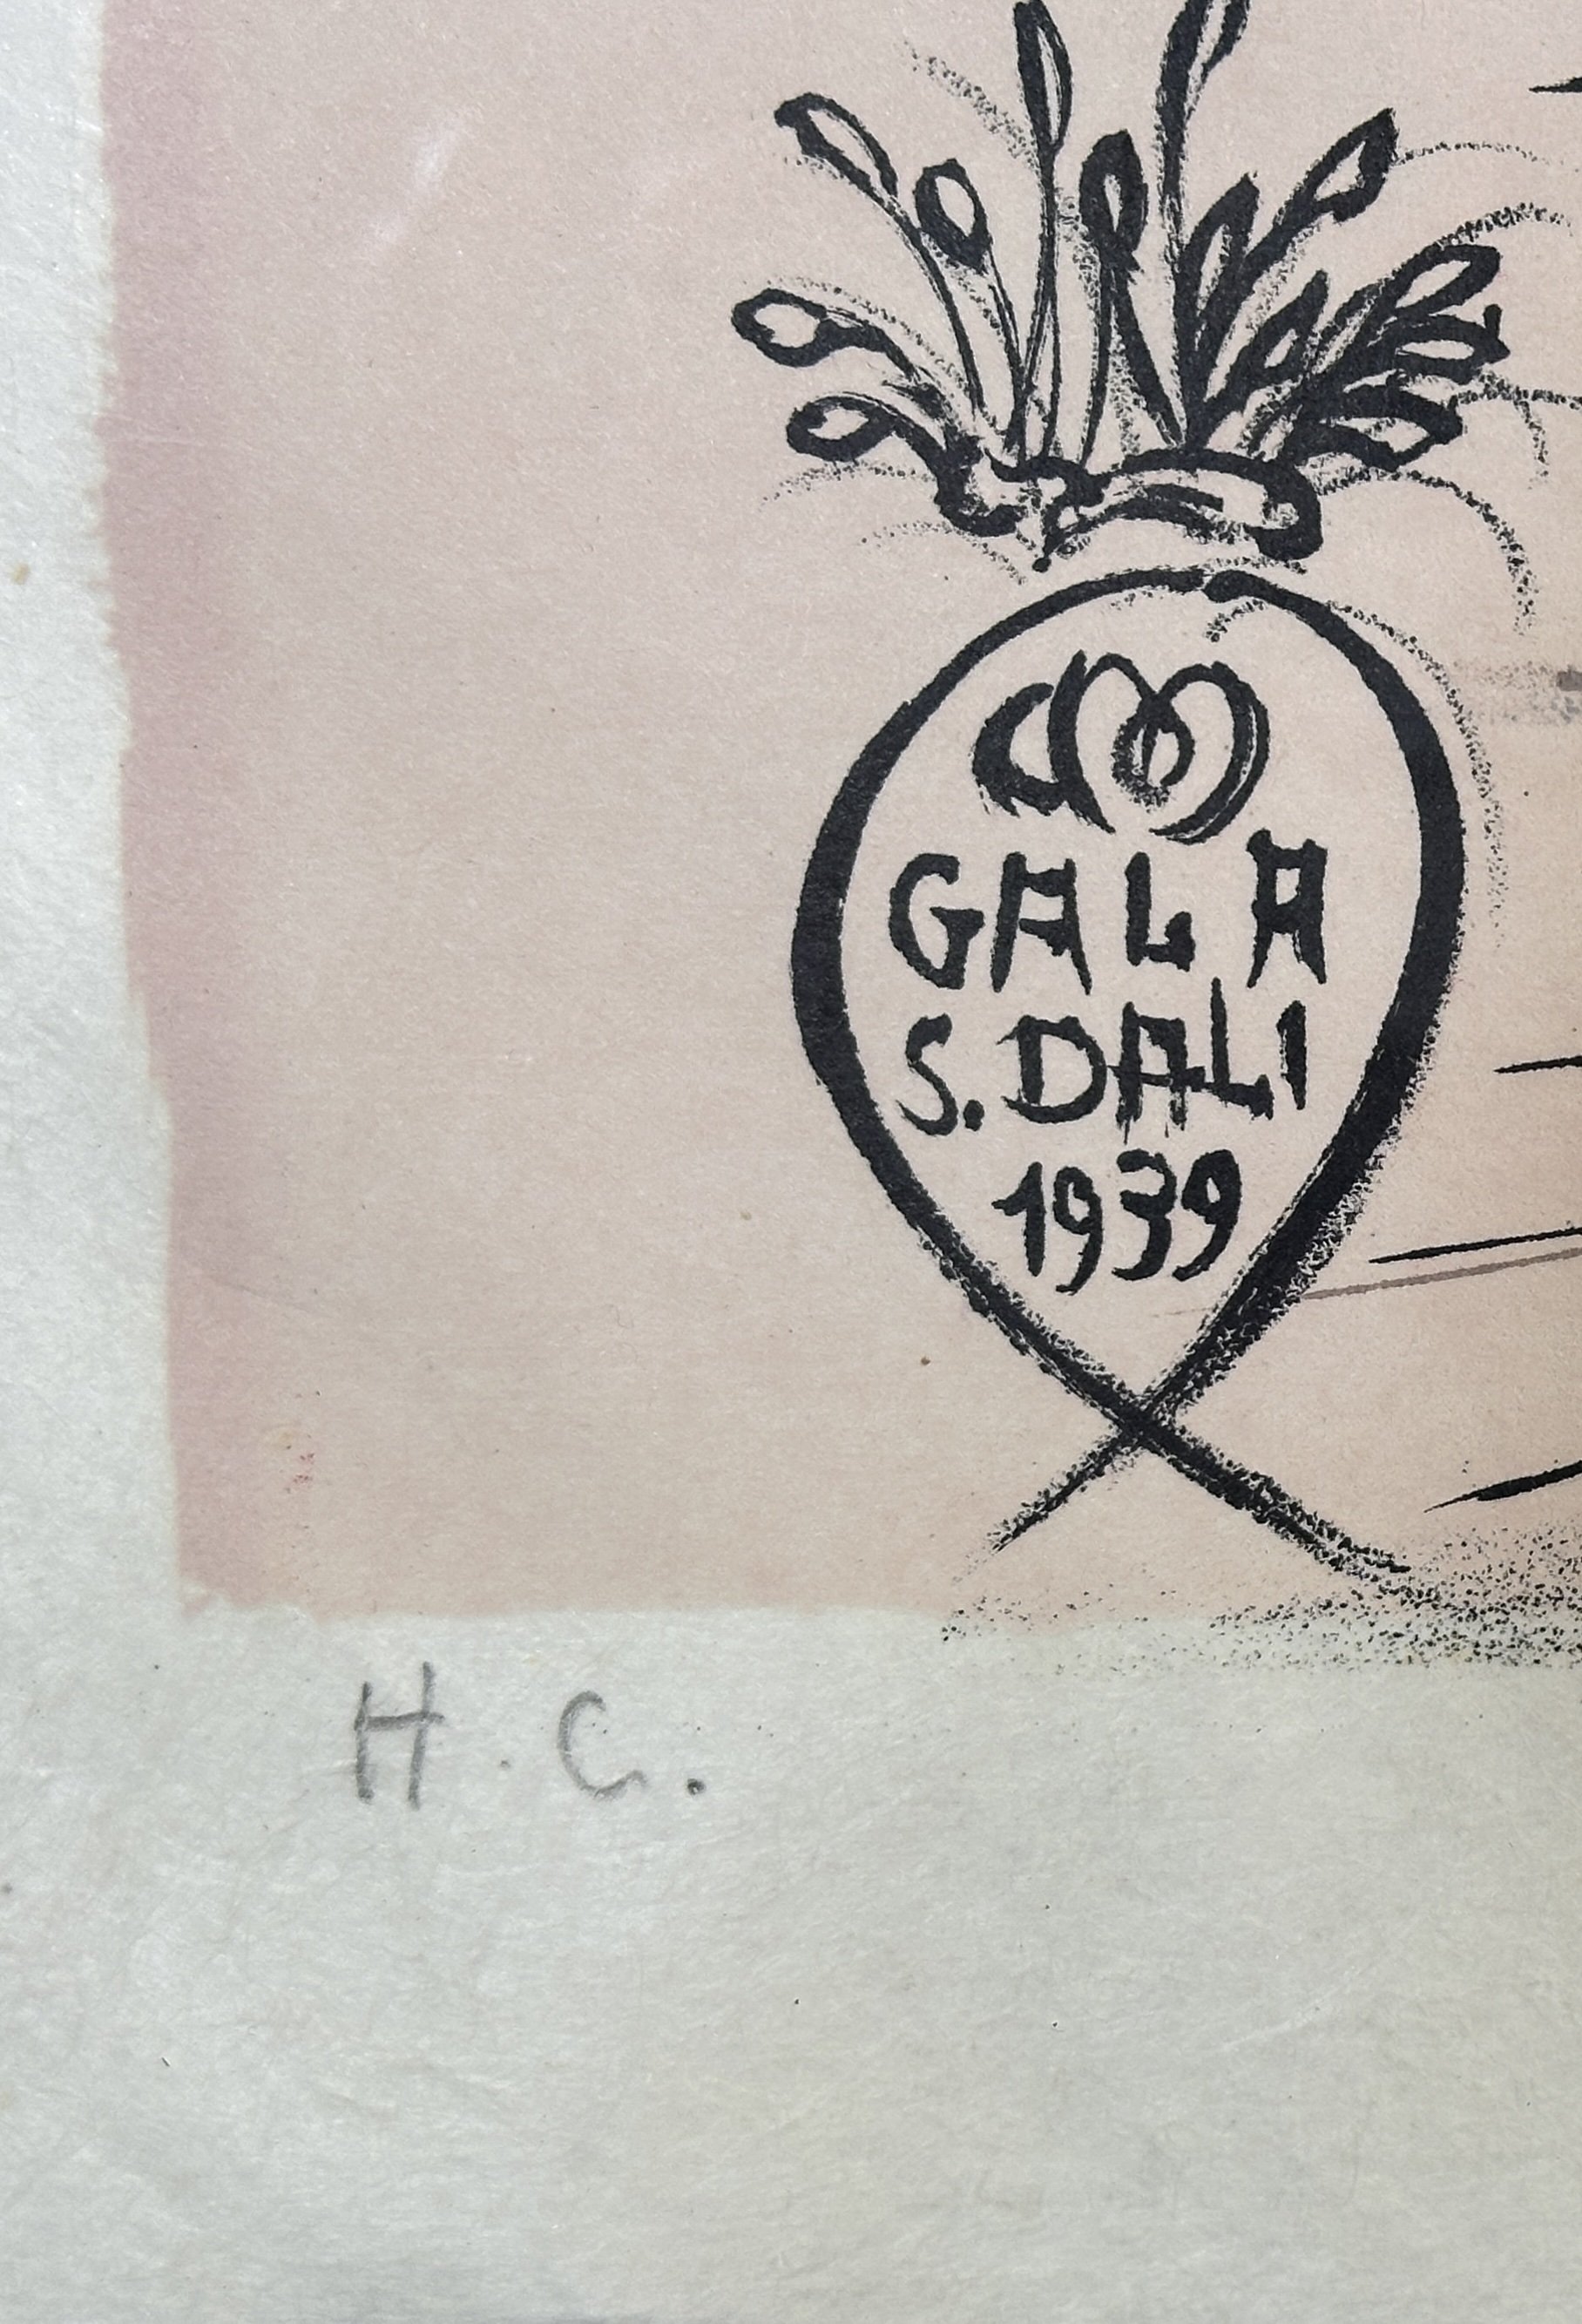 GALA
S. DALI
1939
H. C.